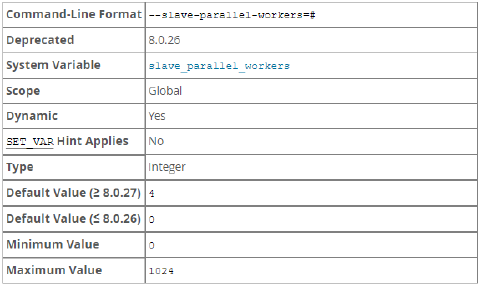 Command-Line Format --slave-parallel-workers=#
Deprecated 8.0.26
System Variable slave_parallel_workers
Scope Global
Dynamic Yes
SET_VAR Hint Applies No
Type Integer
Default Value (≥ 8.0.27) 4
Default Value (≤ 8.0.26) 0
Minimum Value 0
Maximum Value 1024